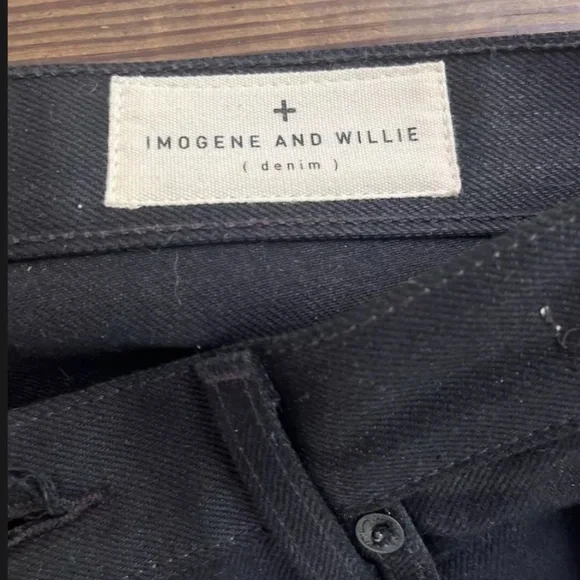 +
IMOGENE AND WILLIE
( denim )